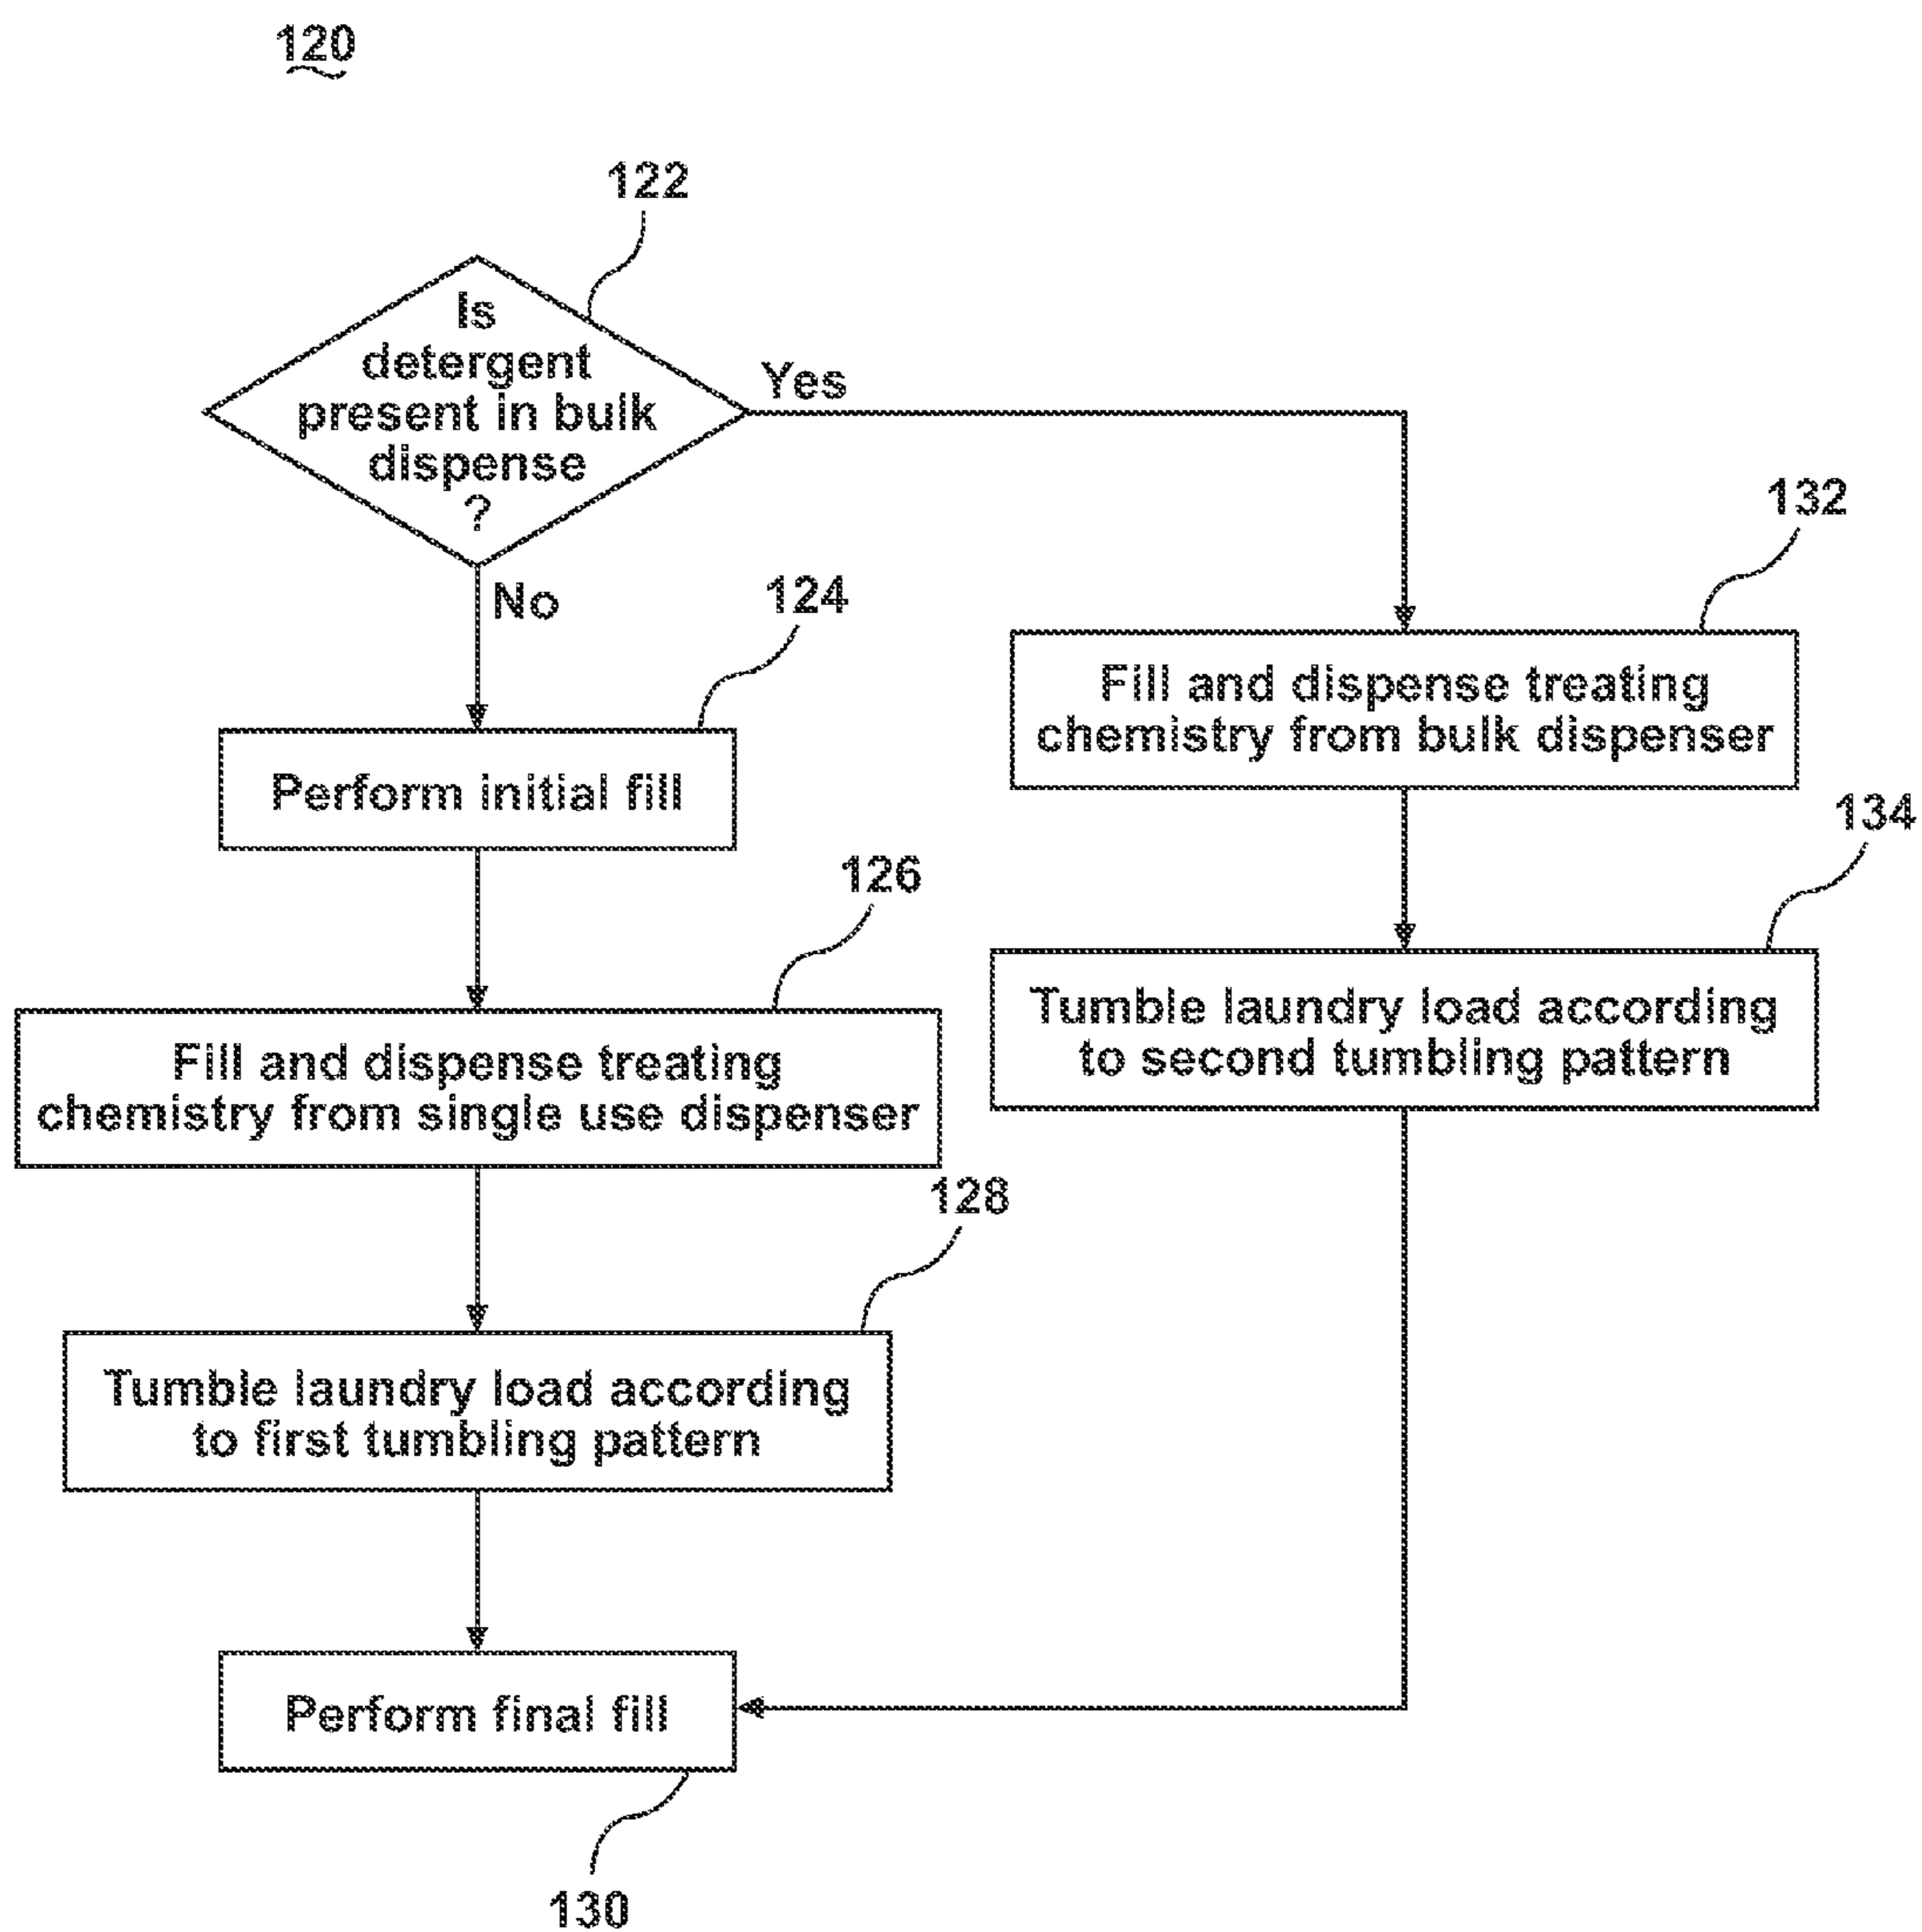 120
122
Is
detergent
present in bulk
dispense
?
Yes
No
132
Fill and dispense treating
chemistry from bulk dispenser
124
Perform initial fill
134
Tumble laundry load according
to second tumbling pattern
126
Fill and dispense treating
chemistry from single use dispenser
128
Tumble laundry load according
to first tumbling pattern
Perform final fill
130